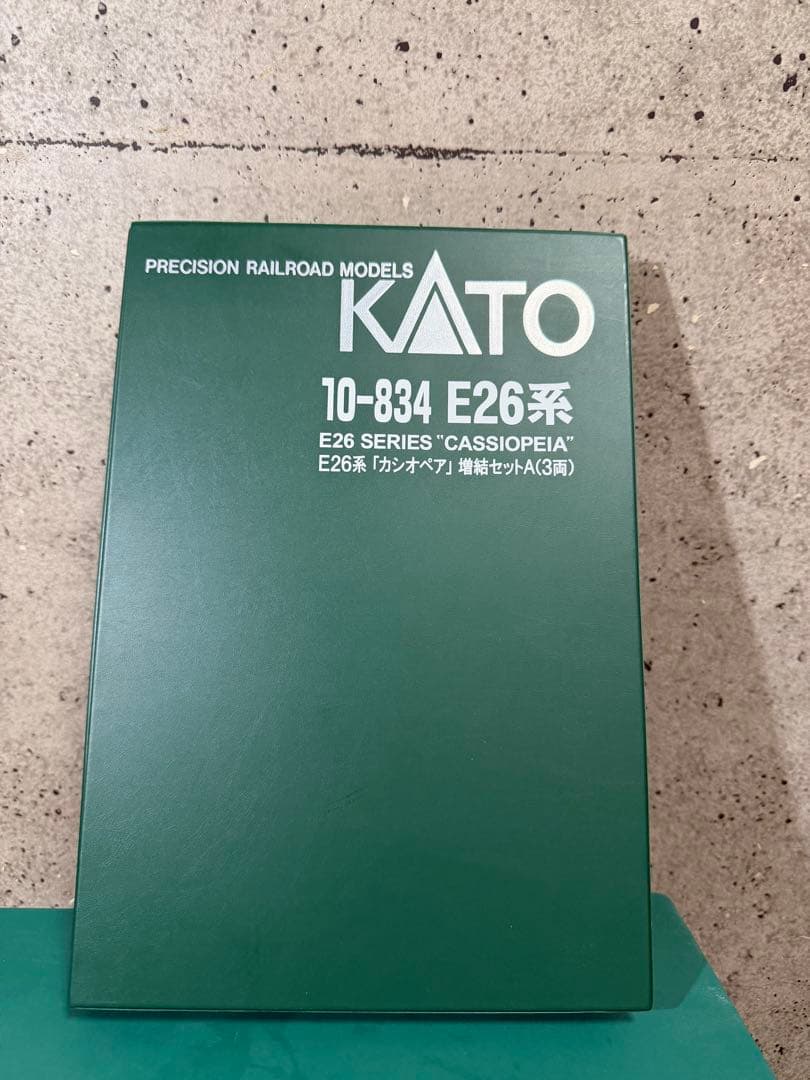 PRECISION RAILROAD MODELS
KATO
10-834 E26系
E26 SERIES "CASSIOPEIA"
E26系「カシオペア」増結セットA(3両)